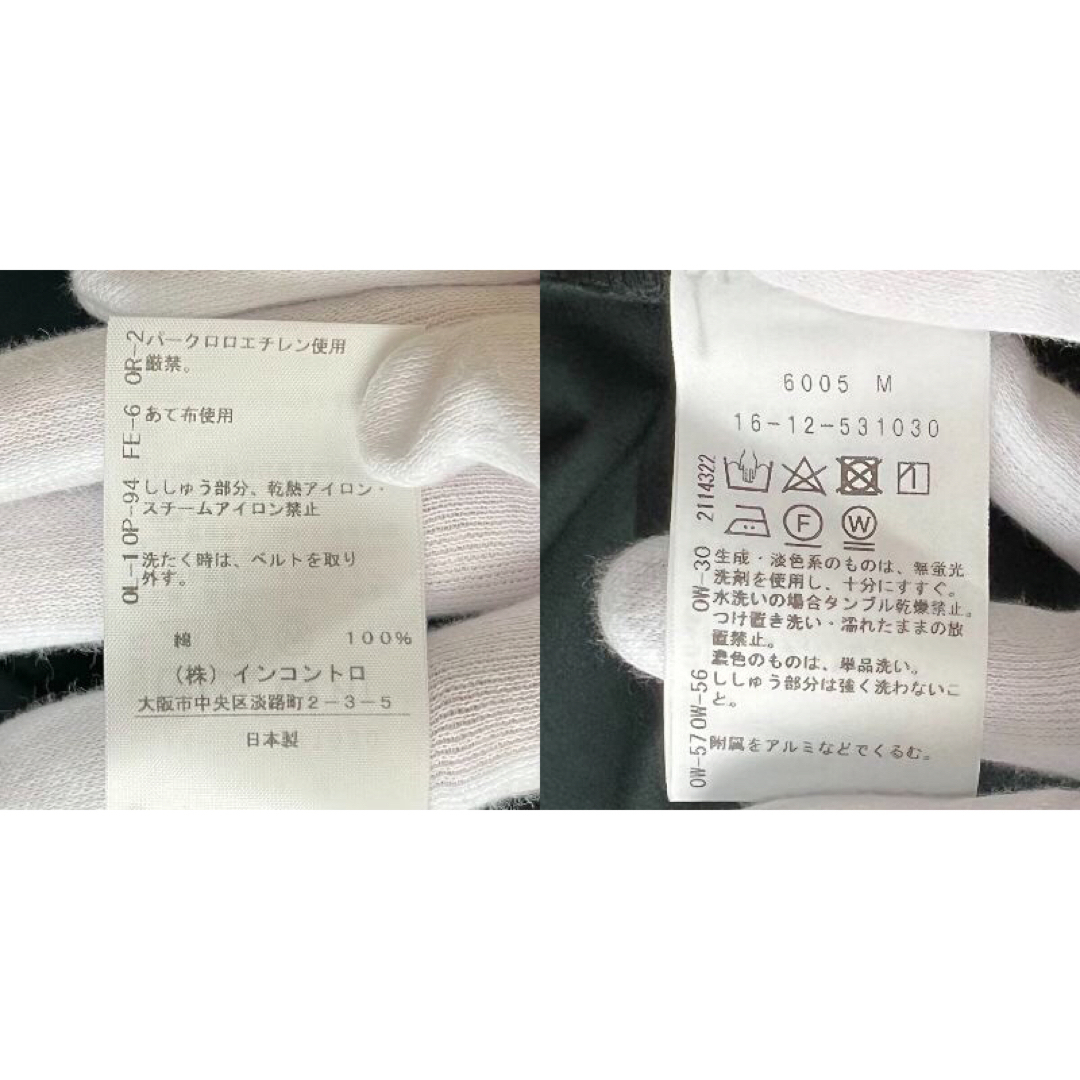 OR-2 パークロロエチレン使用
厳禁。
FE-6 あて布使用
OP-94 ししゅう部分、乾熱アイロン・
スチームアイロン禁止
OL-1 洗たく時は、ベルトを取り
外す。
綿 100%
(株)インコントロ
大阪市中央区淡路町2-3-5
日本製
6005 M
16-12-531030
2114322
F W
OW-30 生成・淡色系のものは、無蛍光
洗剤を使用し、十分にすすぐ。
水洗いの場合タンブル乾燥禁止。
つけ置き洗い・濡れたままの放
置禁止。
濃色のものは、単品洗い。
OW-56 ししゅう部分は強く洗わないこ
と。
OW-57 附属をアルミなどでくるむ。